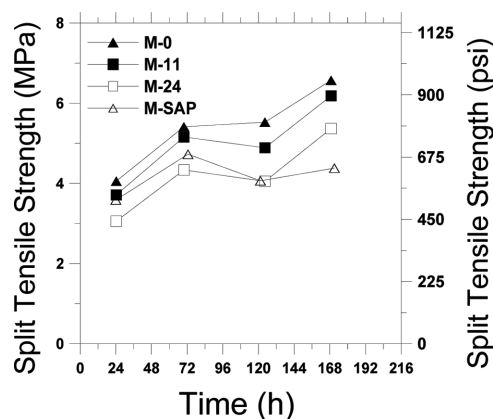 Split Tensile Strength (MPa)
8
6
4
2
0
M-0
M-11
M-24
M-SAP
1125
900
675
450
225
0
Split Tensile Strength (psi)
0 24 48 72 96 120 144 168 192 216
Time (h)